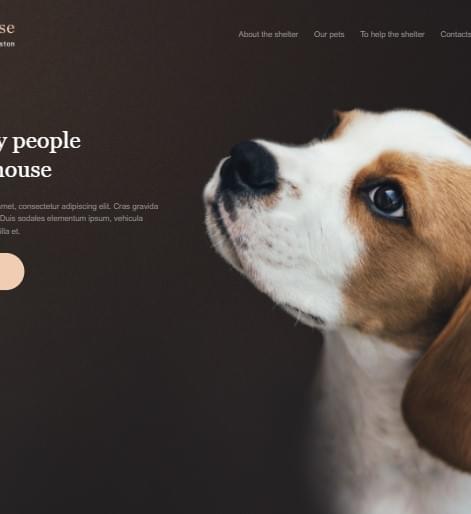 se
ston
About the shelter Our pets To help the shelter Contacts
y people
house
amet, consectetur adipiscing elit. Cras gravida
Duis sodales elementum ipsum, vehicula
illa et.